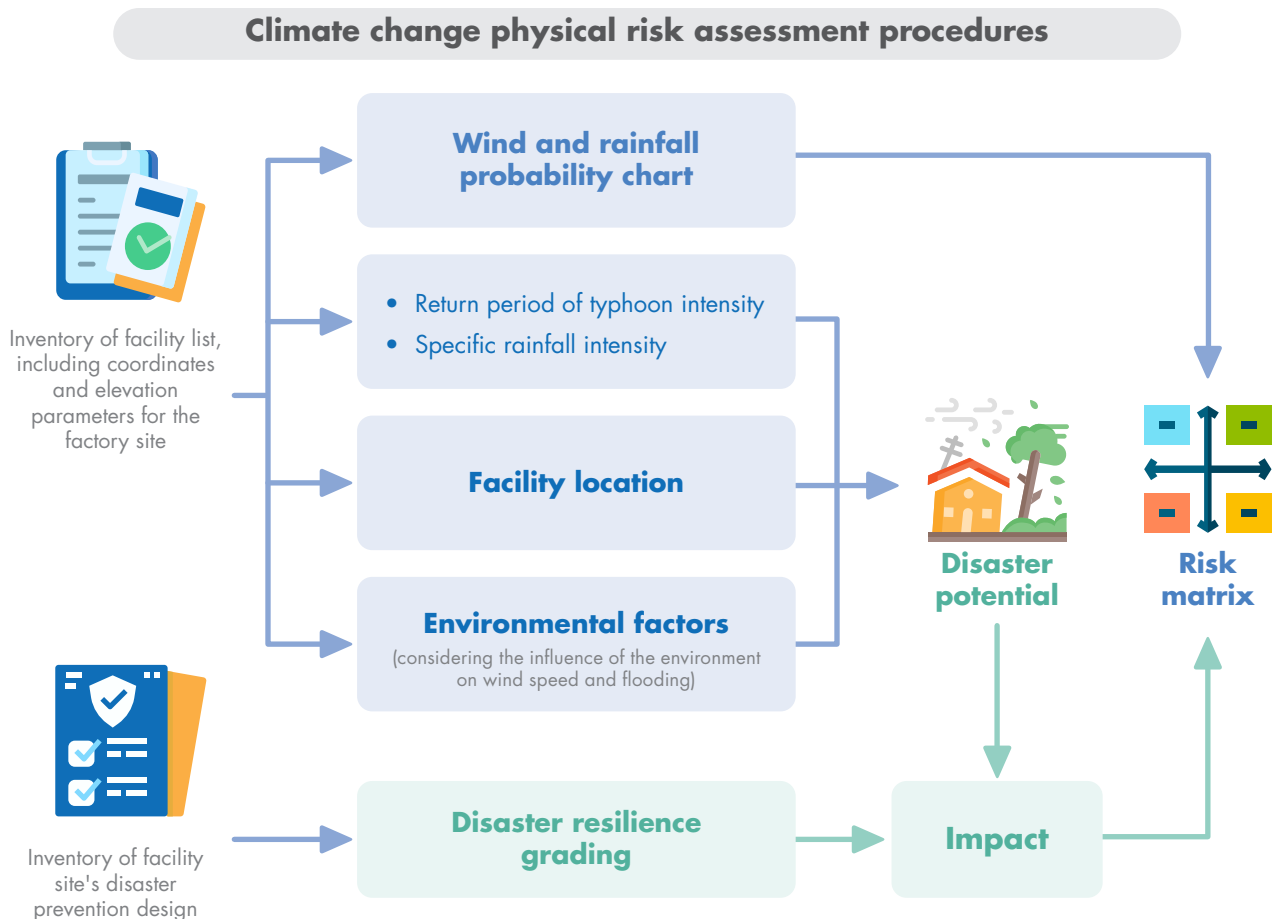 Climate change physical risk assessment procedures
Wind and rainfall
probability chart
Inventory of facility list,
including coordinates
and elevation
parameters for the
factory site
• Return period of typhoon intensity
• Specific rainfall intensity
Facility location
Environmental factors
(considering the influence of the environment
on wind speed and flooding)
Disaster
potential
Risk
matrix
Inventory of facility
site's disaster
prevention design
Disaster resilience
grading
Impact